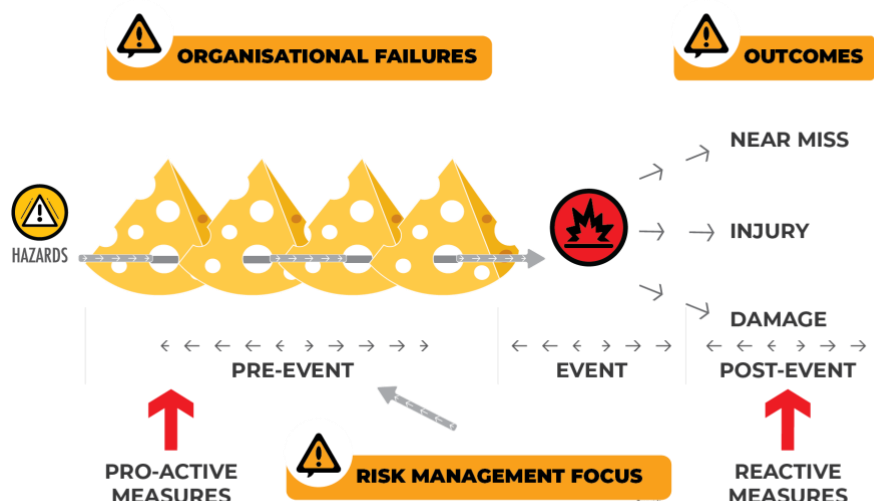 ORGANISATIONAL FAILURES
OUTCOMES
NEAR MISS
HAZARDS
INJURY
DAMAGE
PRE-EVENT
EVENT
POST-EVENT
PRO-ACTIVE
MEASURES
RISK MANAGEMENT FOCUS
REACTIVE
MEASURES